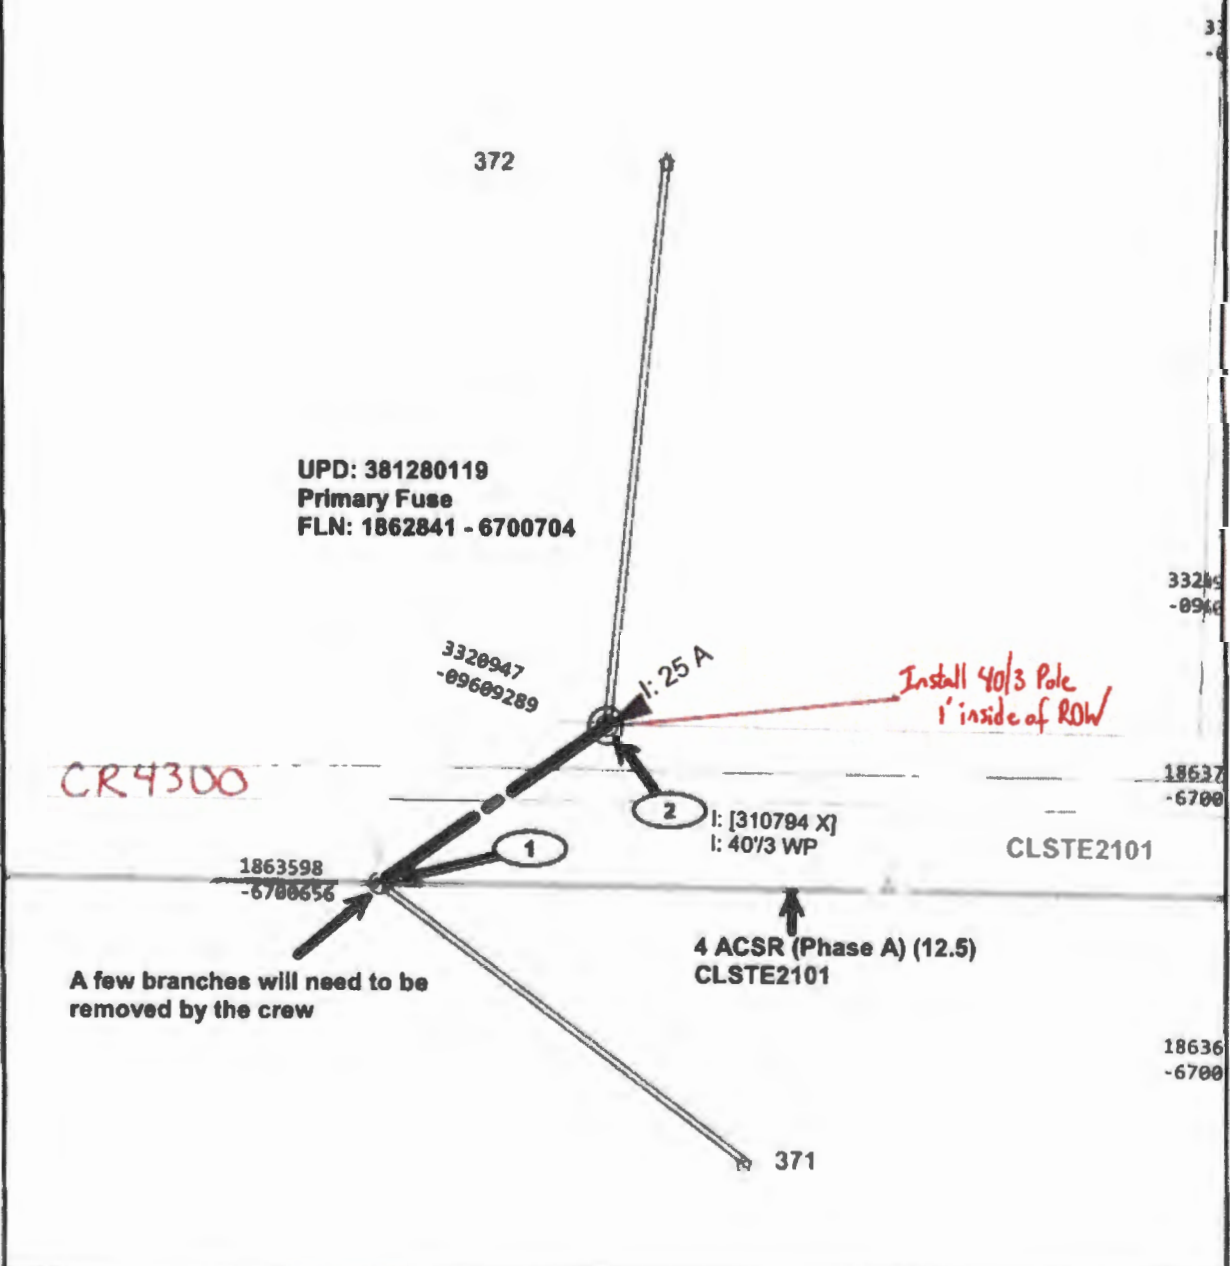 33
372
UPD: 381280119
Primary Fuse
FLN: 1862841 - 6700704
3320947
-09609289
I: 25 A
Install 40/3 Pole
1' inside of ROW
CR4300
18637
-6700
2
I: [310794 X]
I: 40'/3 WP
1
CLSTE2101
1863598
-6700656
4 ACSR (Phase A) (12.5)
CLSTE2101
A few branches will need to be
removed by the crew
18636
-6700
371